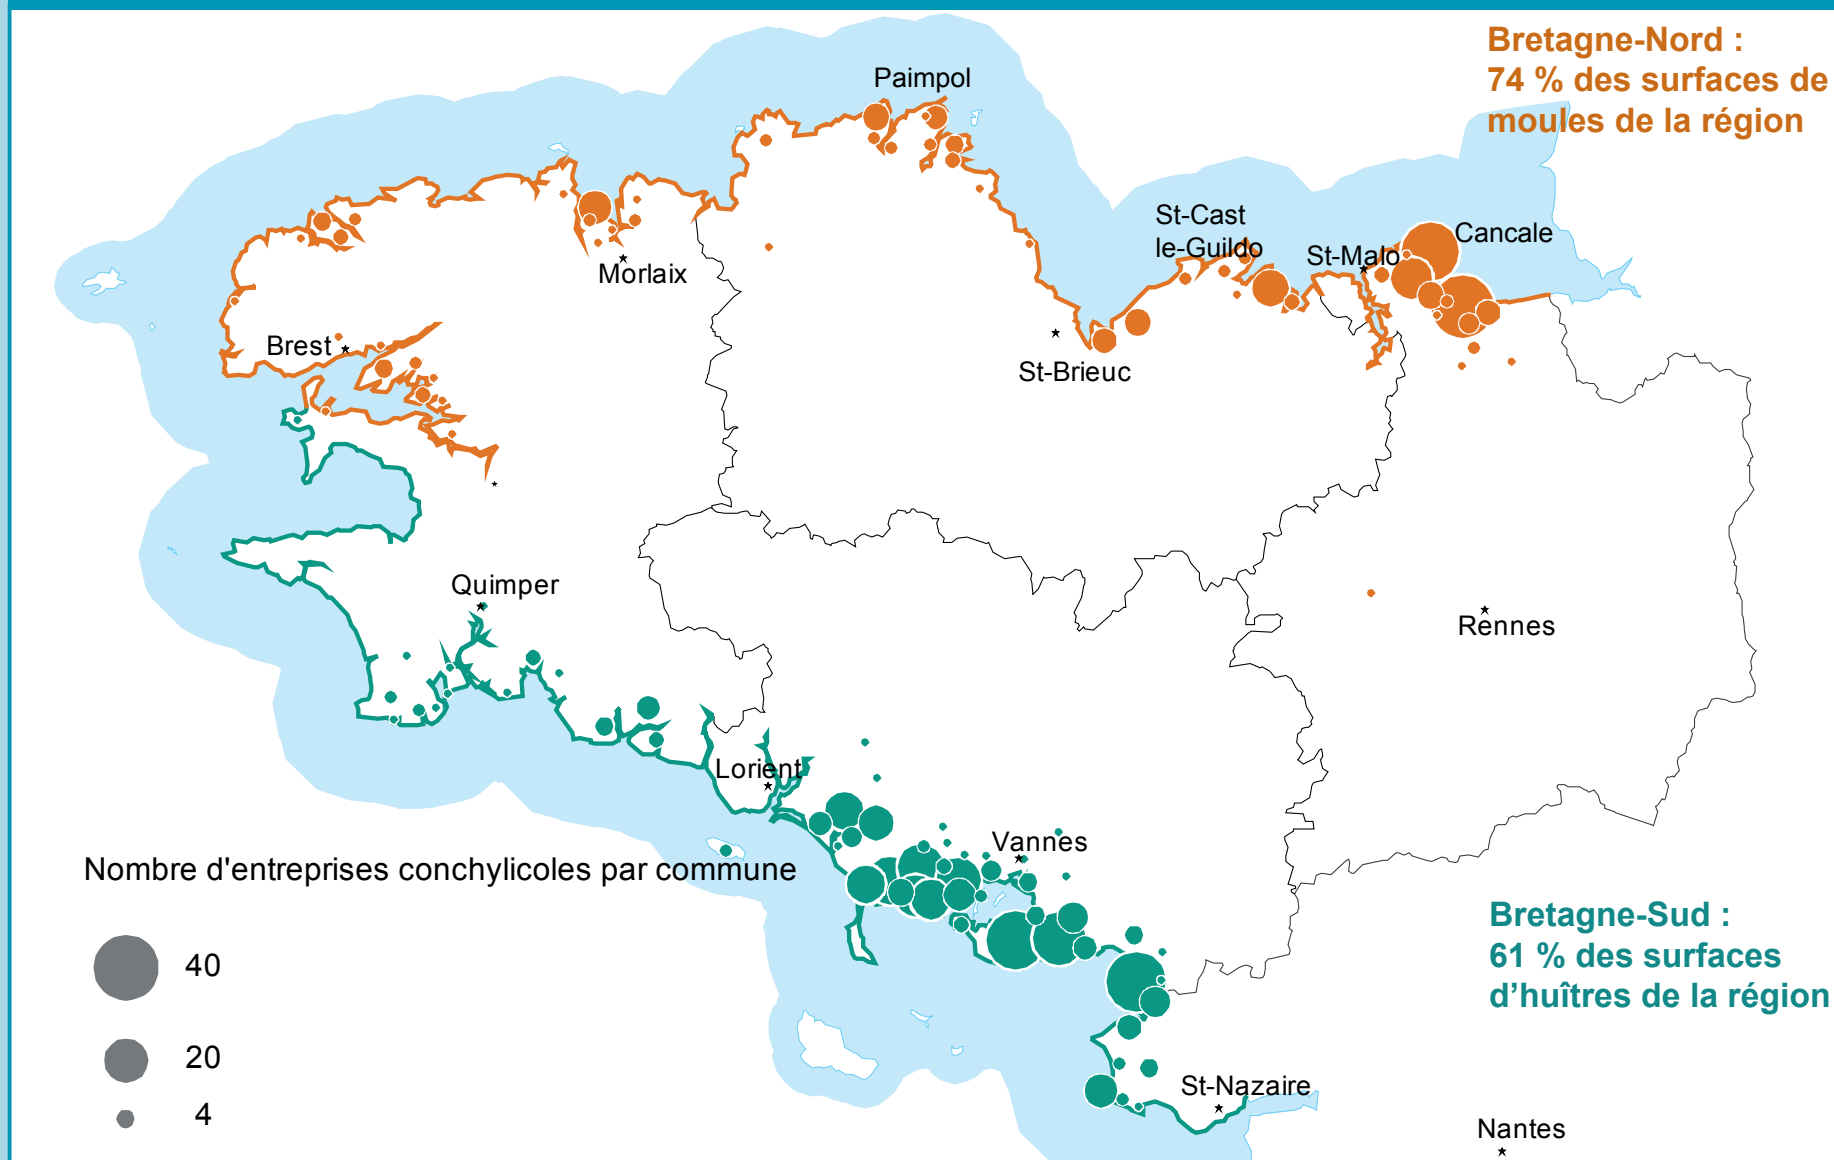 Bretagne-Nord :
74 % des surfaces de
moules de la région
Paimpol
St-Cast
le-Guildo
St-Malo
Cancale
Morlaix
Brest
St-Brieuc
Quimper
Rennes
Lorient
Vannes
Nombre d'entreprises conchylicoles par commune
40
20
4
Bretagne-Sud :
61 % des surfaces
d’huîtres de la région
St-Nazaire
Nantes